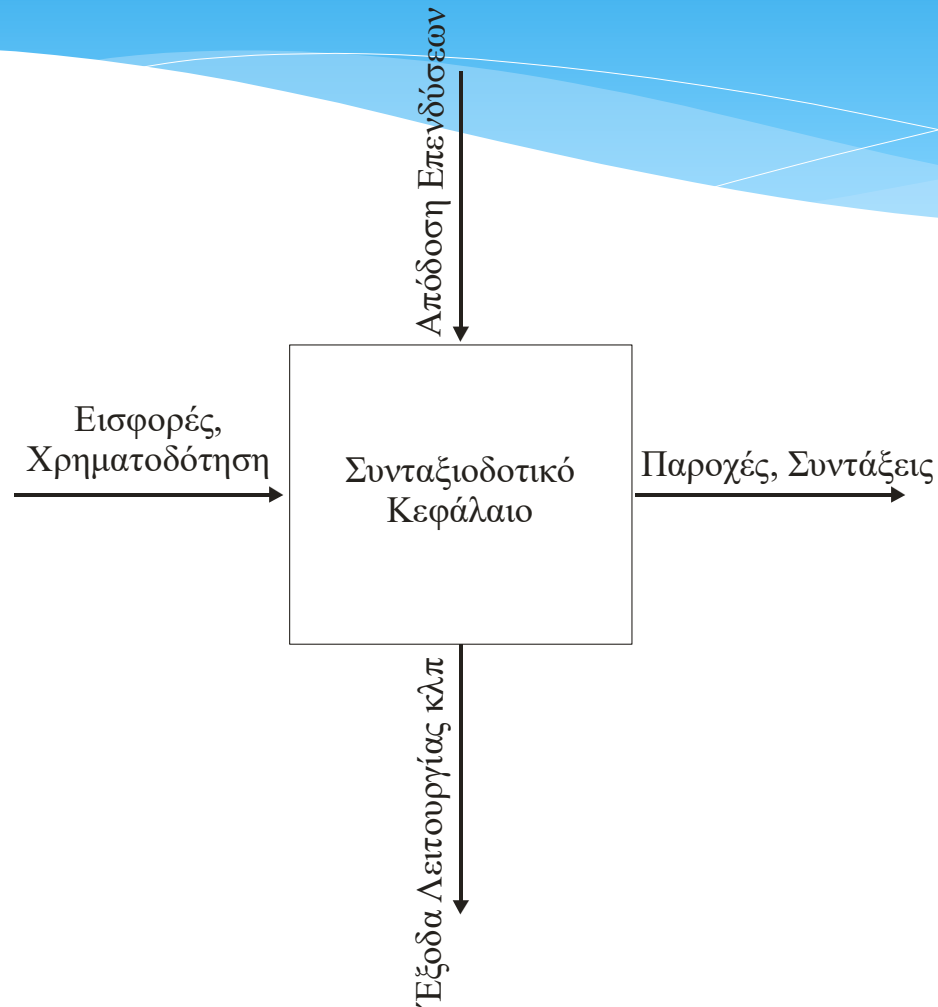 Απόδοση Επενδύσεων
Εισφορές,
Χρηματοδότηση
Συνταξιοδοτικό
Κεφάλαιο
Παροχές, Συντάξεις
Έξοδα Λειτουργίας κλπ